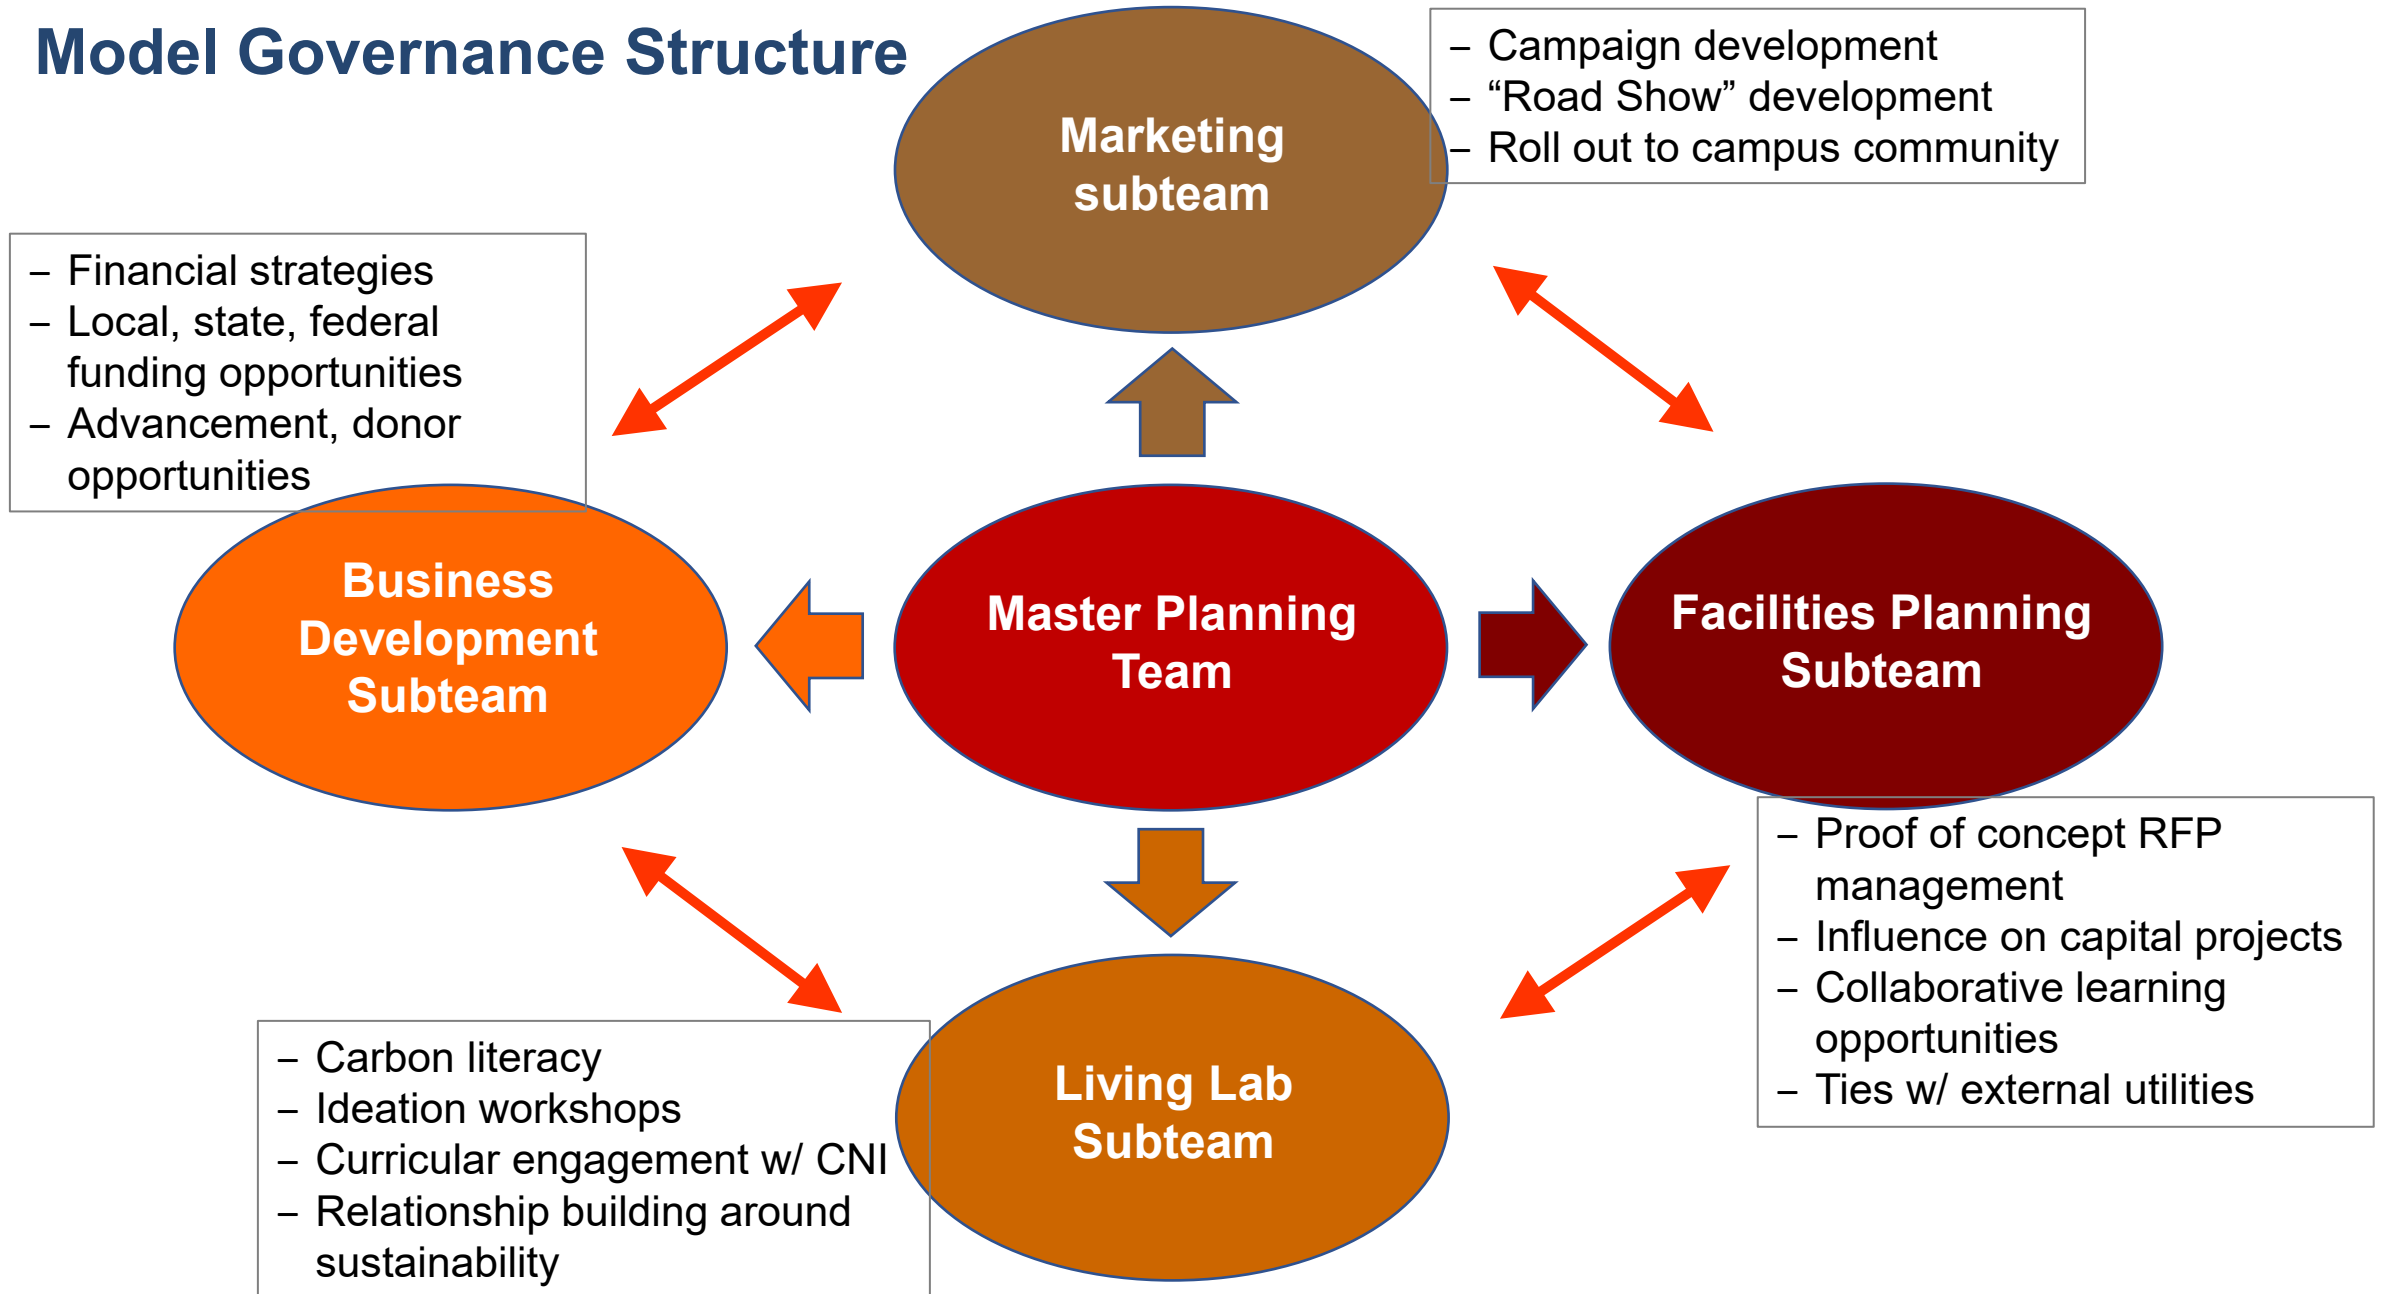 Model Governance Structure
Marketing
subteam
– Campaign development
– “Road Show” development
– Roll out to campus community
– Financial strategies
– Local, state, federal
funding opportunities
– Advancement, donor
opportunities
Business
Development
Subteam
Master Planning
Team
Facilities Planning
Subteam
– Proof of concept RFP
management
– Influence on capital projects
– Collaborative learning
opportunities
– Ties w/ external utilities
– Carbon literacy
– Ideation workshops
– Curricular engagement w/ CNI
– Relationship building around
sustainability
Living Lab
Subteam